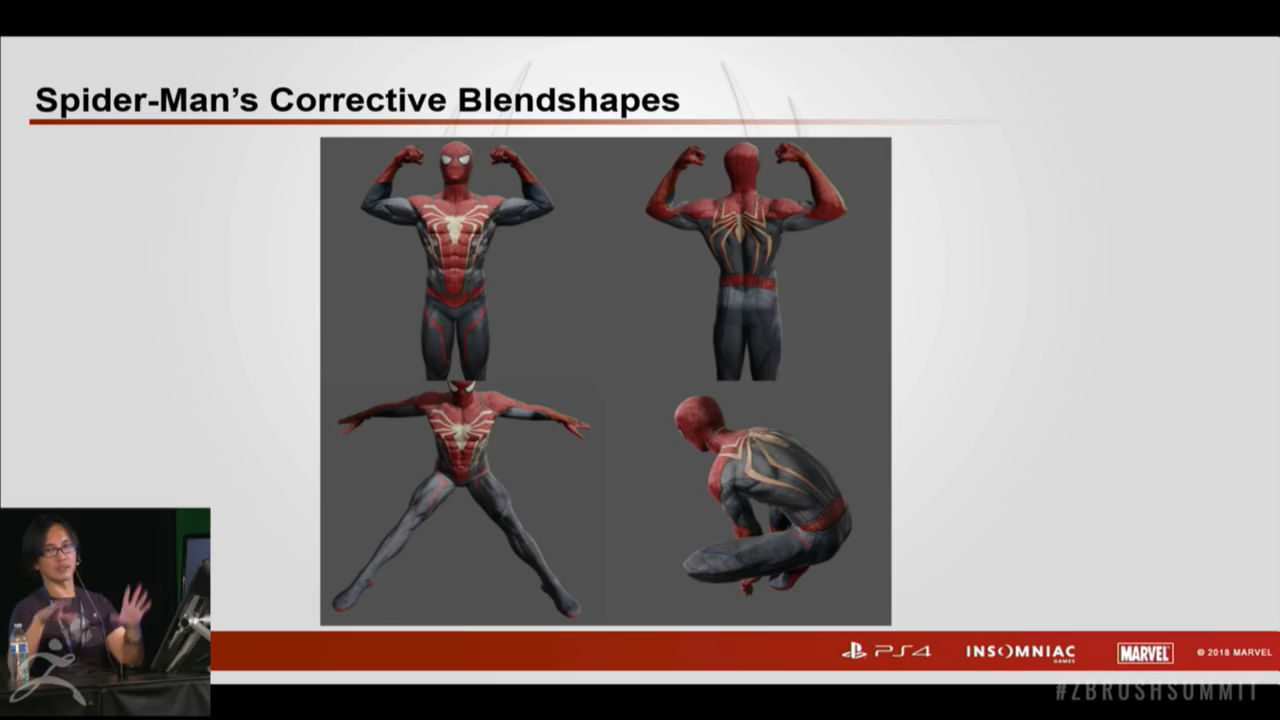 Spider-Man's Corrective Blendshapes
PS4
INSOMNIAC
GAMES
MARVEL
© 2018 MARVEL
#ZBRUSHSUMMIT